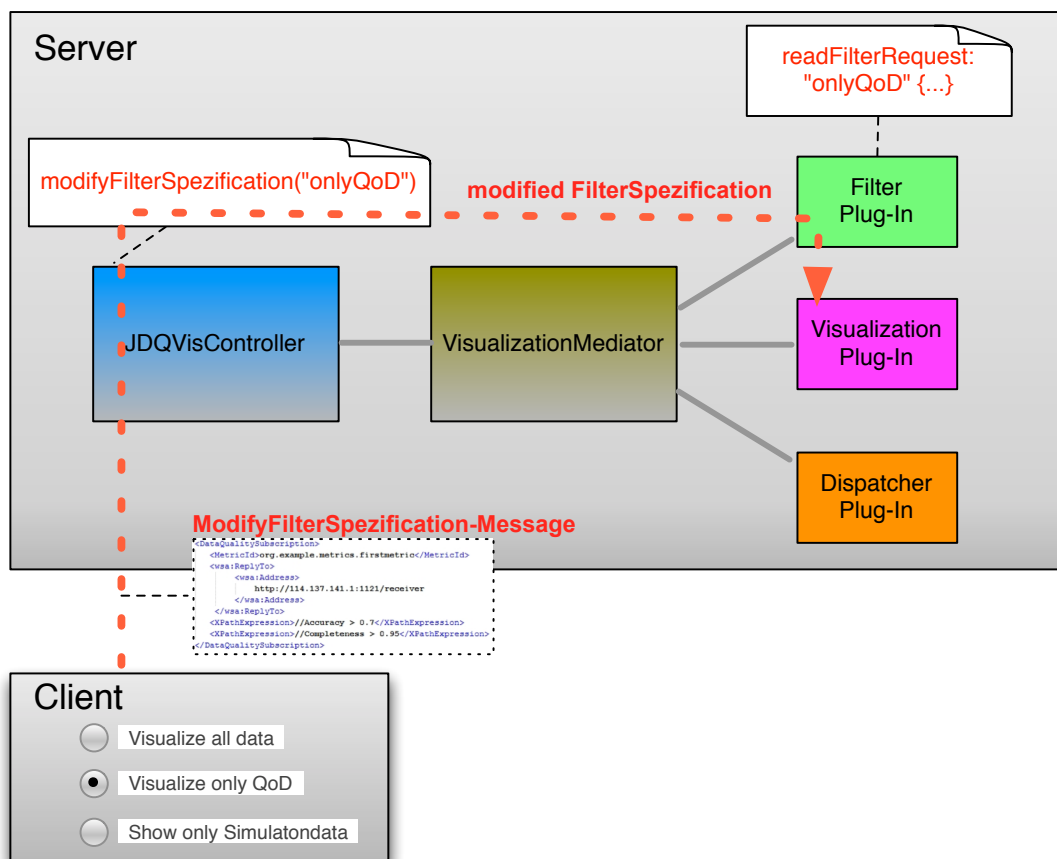 Server
readFilterRequest:
"onlyQoD" {...}
modifyFilterSpezification("onlyQoD")
modified FilterSpezification
Filter
Plug-In
JDQVisController
VisualizationMediator
Visualization
Plug-In
Dispatcher
Plug-In
ModifyFilterSpezification-Message
<DataQualitySubscription>
<MetricId>org.example.metrics.firstmetric</MetricId>
<wsa:ReplyTo>
<wsa:Address>
http://114.137.141.1:1121/receiver
</wsa:Address>
</wsa:ReplyTo>
<XPathExpression>//Accuracy > 0.7</XPathExpression>
<XPathExpression>//Completeness > 0.95</XPathExpression>
</DataQualitySubscription>
Client
Visualize all data
Visualize only QoD
Show only Simulatondata